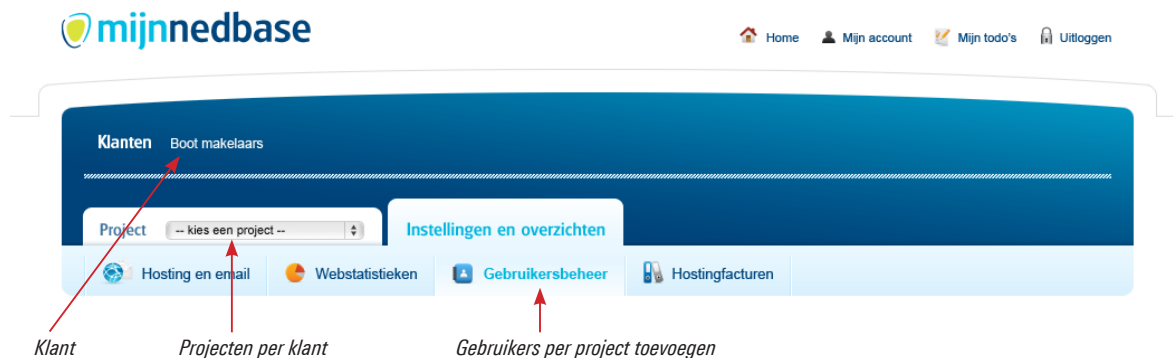 mijnnedbase
Home Mijn account Mijn todo's Uitloggen
Klanten Boot makelaars
Project -- kies een project -- Instellingen en overzichten
Hosting en email Webstatistieken Gebruikersbeheer Hostingfacturen
Klant Projecten per klant Gebruikers per project toevoegen